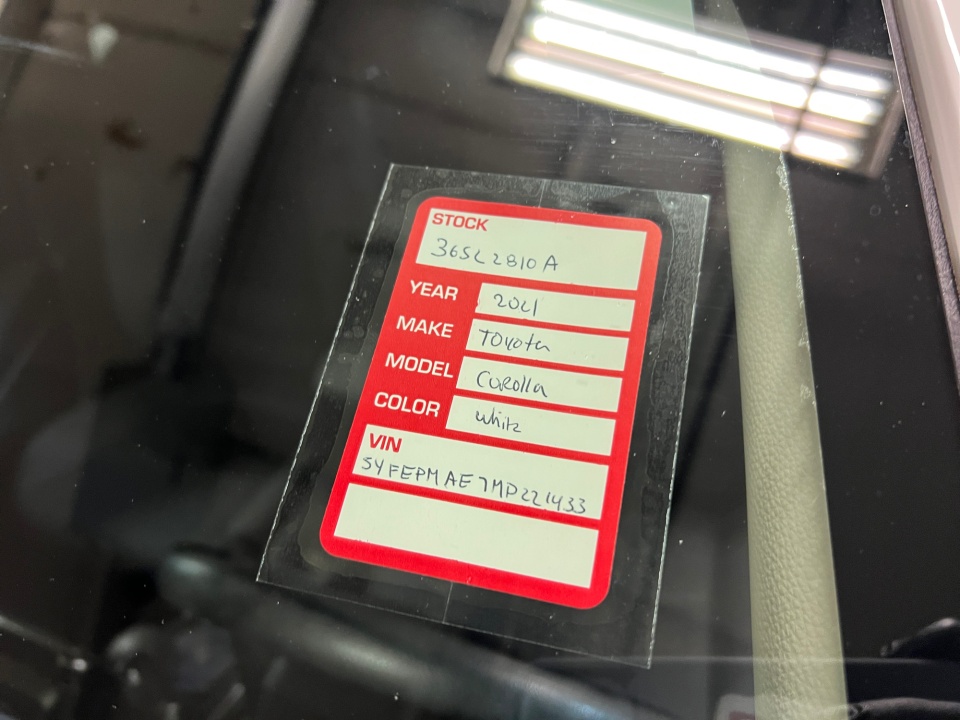 STOCK
365L2810A
YEAR 2021
MAKE TOYOTA
MODEL COROLLA
COLOR White
VIN
5YFEPMAE7MP221433